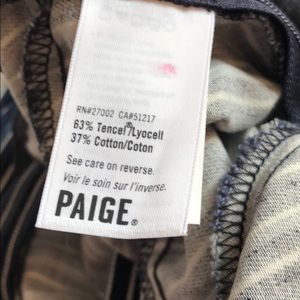 RN#27002 CA#51217
63% Tencel®/Lyocell
37% Cotton/Coton
See care on reverse.
Voir le soin sur l'inverse.
PAIGE®